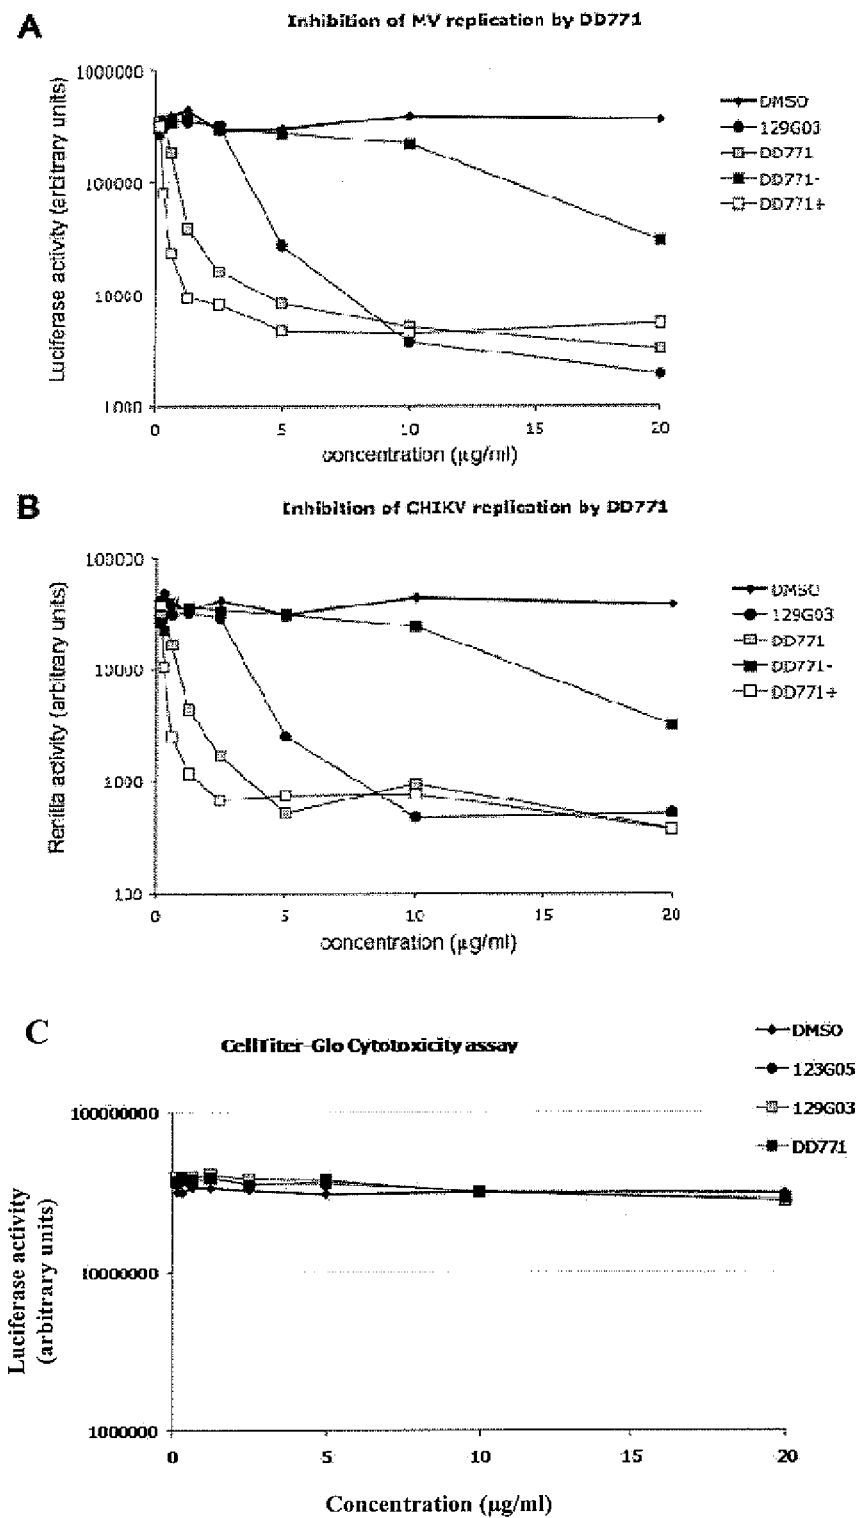 A
Inhibition of MV replication by DD771
Luciferase activity (arbitrary units)
1000000
100000
10000
1000
0 5 10 15 20
concentration (µg/ml)
DMSO
129G03
DD771
DD771-
DD771+
B
Inhibition of CHIKV replication by DD771
Renilla activity (arbitrary units)
100000
10000
1000
100
0 5 10 15 20
concentration (µg/ml)
DMSO
129G03
DD771
DD771-
DD771+
C
CellTiter-Glo Cytotoxicity assay
Luciferase activity
(arbitrary units)
100000000
10000000
1000000
0 5 10 15 20
Concentration (µg/ml)
DMSO
123G05
129G03
DD771